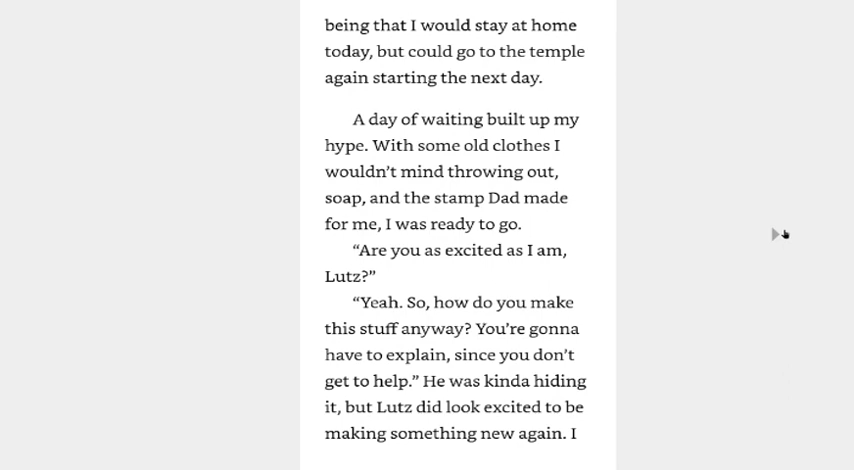 being that I would stay at home
today, but could go to the temple
again starting the next day.
A day of waiting built up my
hype. With some old clothes I
wouldn’t mind throwing out,
soap, and the stamp Dad made
for me, I was ready to go.
“Are you as excited as I am,
Lutz?”
“Yeah. So, how do you make
this stuff anyway? You’re gonna
have to explain, since you don’t
get to help.” He was kinda hiding
it, but Lutz did look excited to be
making something new again. I